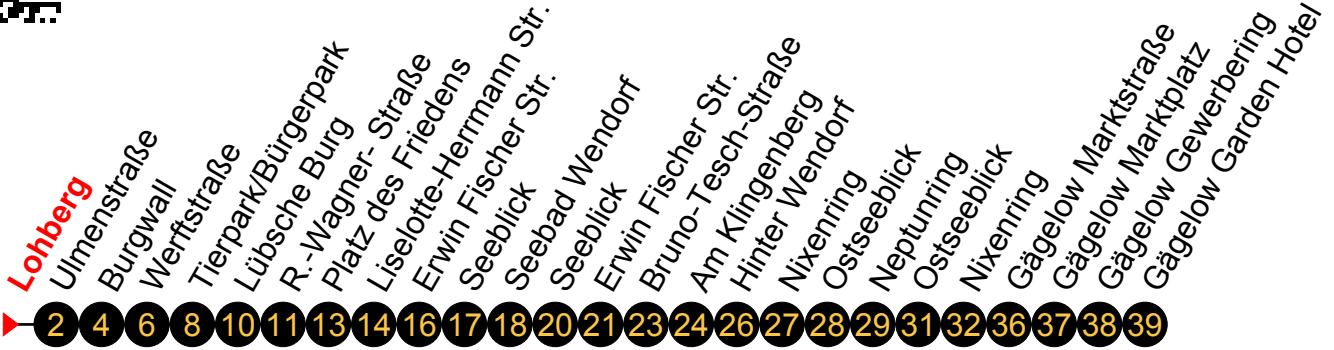 Lohberg
Ulmenstraße
Burgwall
Werftstraße
Tierpark/Bürgerpark
Lübsche Burg
R.-Wagner- Straße
Platz des Friedens
Liselotte-Herrmann Str.
Erwin Fischer Str.
Seeblick
Seebad Wendorf
Seeblick
Erwin Fischer Str.
Bruno-Tesch-Straße
Am Klingenberg
Hinter Wendorf
Nixenring
Ostseeblick
Neptunring
Ostseeblick
Nixenring
Gägelow Marktstraße
Gägelow Marktplatz
Gägelow Gewerbering
Gägelow Garden Hotel
2 4 6 8 10 11 13 14 16 17 18 20 21 23 24 26 27 28 29 31 32 36 37 38 39